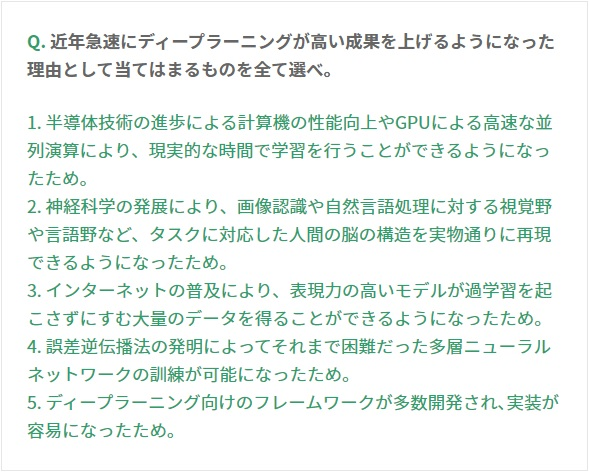 Q. 近年急速にディープラーニングが高い成果を上げるようになった
理由として当てはまるものを全て選べ。
1. 半導体技術の進歩による計算機の性能向上やGPUによる高速な並
列演算により、現実的な時間で学習を行うことができるようになっ
たため。
2. 神経科学の発展により、画像認識や自然言語処理に対する視覚野
や言語野など、タスクに対応した人間の脳の構造を実物通りに再現
できるようになったため。
3. インターネットの普及により、表現力の高いモデルが過学習を起
こさずにすむ大量のデータを得ることができるようになったため。
4. 誤差逆伝播法の発明によってそれまで困難だった多層ニューラル
ネットワークの訓練が可能になったため。
5. ディープラーニング向けのフレームワークが多数開発され、実装が
容易になったため。